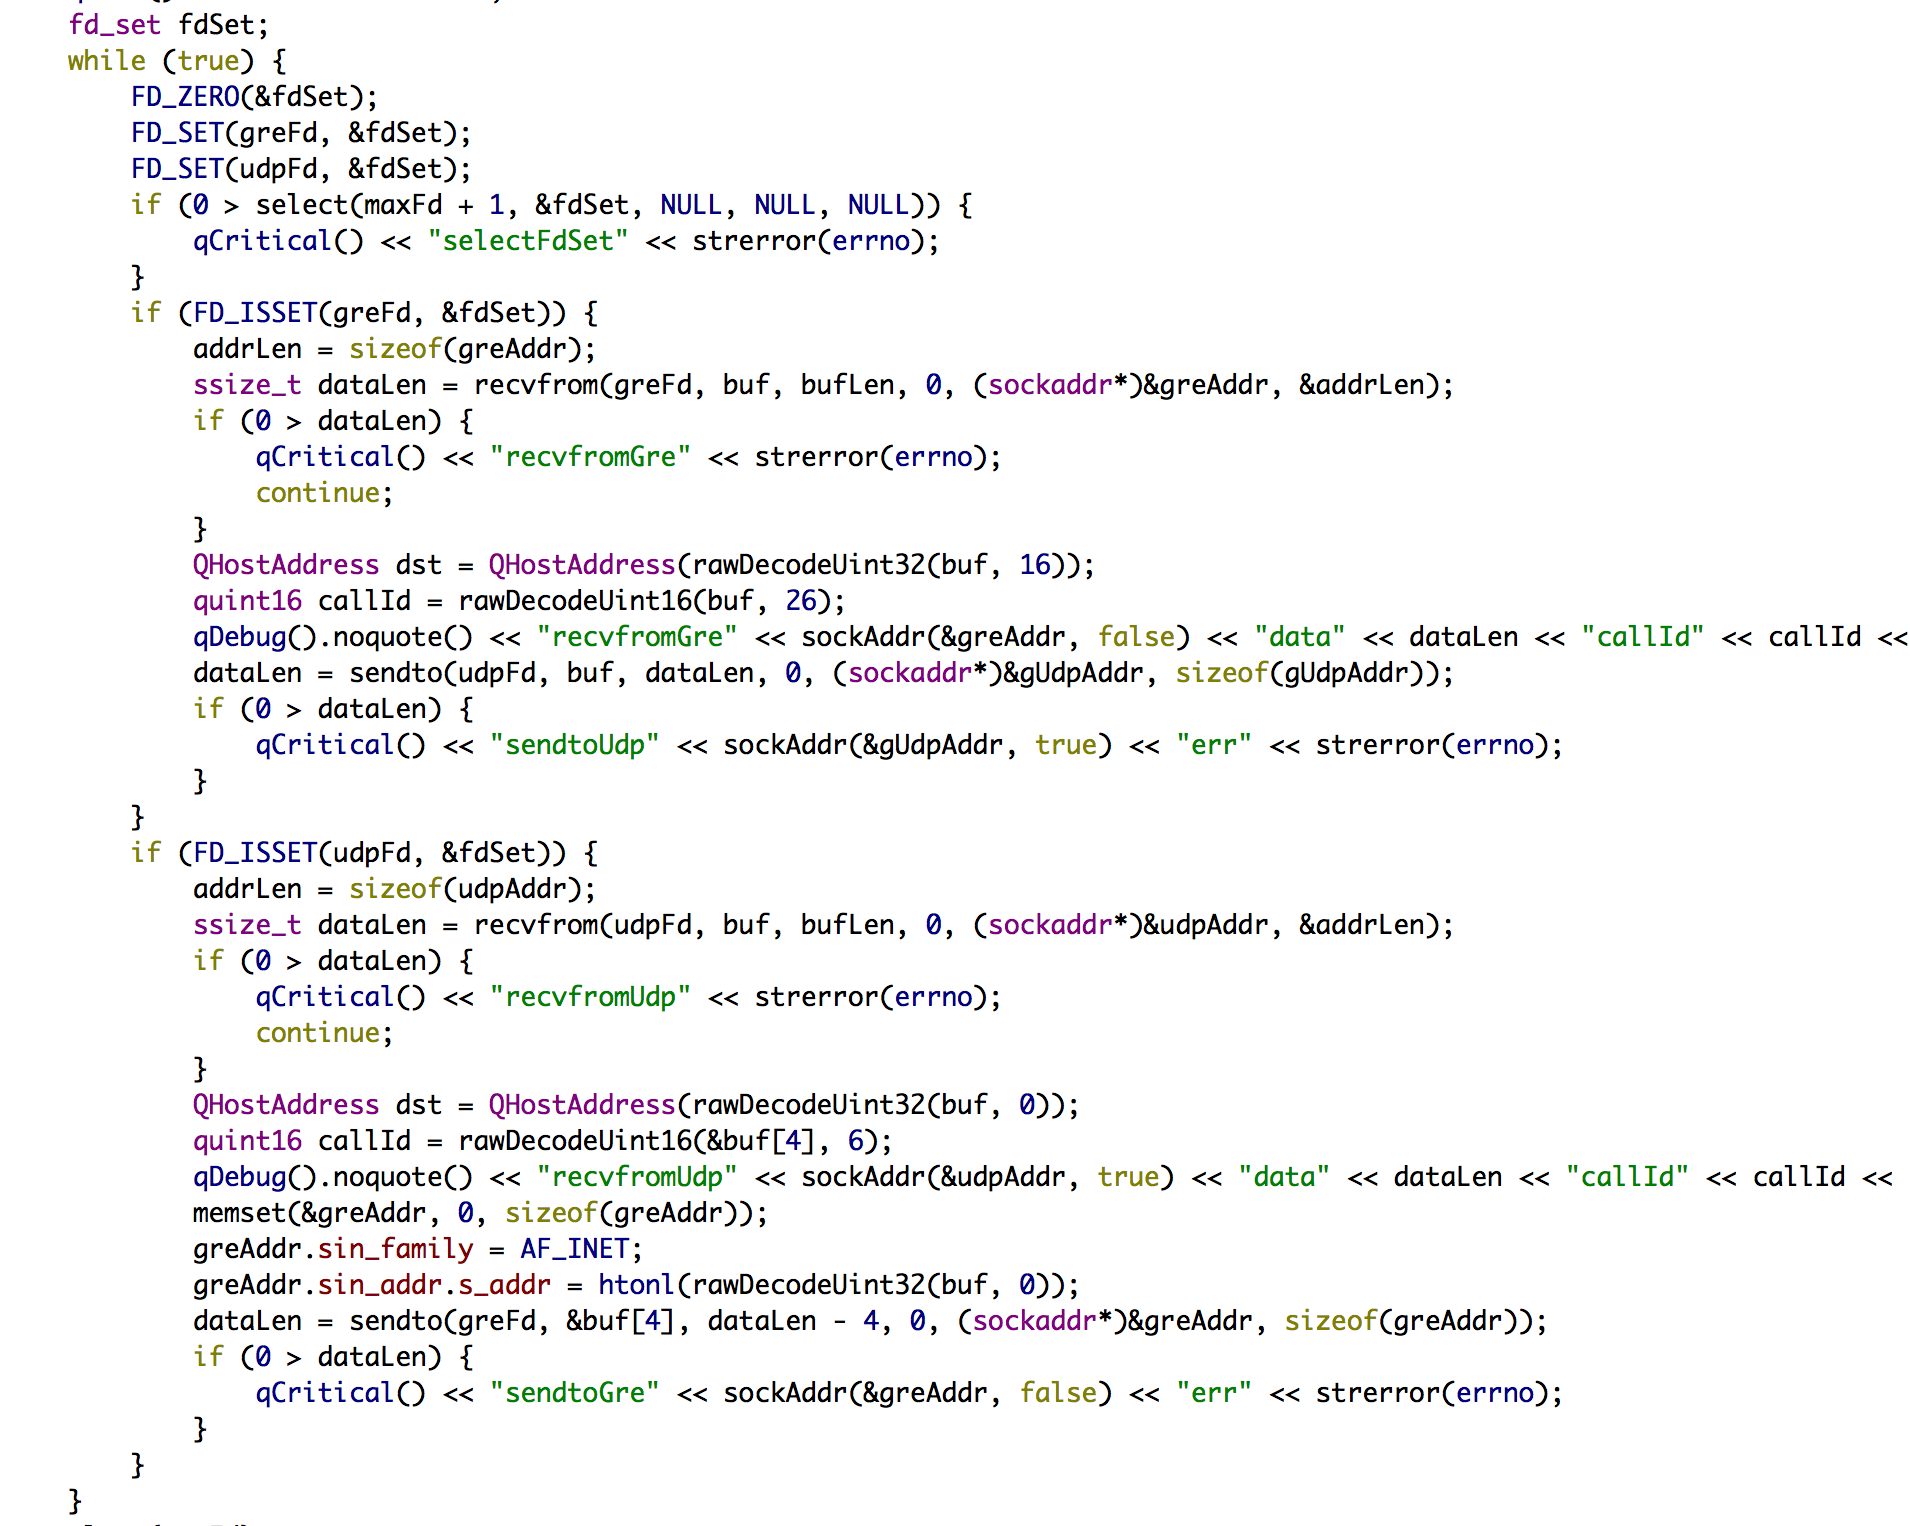 fd_set fdSet;
while (true) {
    FD_ZERO(&fdSet);
    FD_SET(greFd, &fdSet);
    FD_SET(udpFd, &fdSet);
    if (0 > select(maxFd + 1, &fdSet, NULL, NULL, NULL)) {
        qCritical() << "selectFdSet" << strerror(errno);
    }
    if (FD_ISSET(greFd, &fdSet)) {
        addrLen = sizeof(greAddr);
        ssize_t dataLen = recvfrom(greFd, buf, bufLen, 0, (sockaddr*)&greAddr, &addrLen);
        if (0 > dataLen) {
            qCritical() << "recvfromGre" << strerror(errno);
            continue;
        }
        QHostAddress dst = QHostAddress(rawDecodeUint32(buf, 16));
        quint16 callId = rawDecodeUint16(buf, 26);
        qDebug().noquote() << "recvfromGre" << sockAddr(&greAddr, false) << "data" << dataLen << "callId" << callId <<
        dataLen = sendto(udpFd, buf, dataLen, 0, (sockaddr*)&gUdpAddr, sizeof(gUdpAddr));
        if (0 > dataLen) {
            qCritical() << "sendtoUdp" << sockAddr(&gUdpAddr, true) << "err" << strerror(errno);
        }
    }
    if (FD_ISSET(udpFd, &fdSet)) {
        addrLen = sizeof(udpAddr);
        ssize_t dataLen = recvfrom(udpFd, buf, bufLen, 0, (sockaddr*)&udpAddr, &addrLen);
        if (0 > dataLen) {
            qCritical() << "recvfromUdp" << strerror(errno);
            continue;
        }
        QHostAddress dst = QHostAddress(rawDecodeUint32(buf, 0));
        quint16 callId = rawDecodeUint16(&buf[4], 6);
        qDebug().noquote() << "recvfromUdp" << sockAddr(&udpAddr, true) << "data" << dataLen << "callId" << callId <<
        memset(&greAddr, 0, sizeof(greAddr));
        greAddr.sin_family = AF_INET;
        greAddr.sin_addr.s_addr = htonl(rawDecodeUint32(buf, 0));
        dataLen = sendto(greFd, &buf[4], dataLen - 4, 0, (sockaddr*)&greAddr, sizeof(greAddr));
        if (0 > dataLen) {
            qCritical() << "sendtoGre" << sockAddr(&greAddr, false) << "err" << strerror(errno);
        }
    }
}